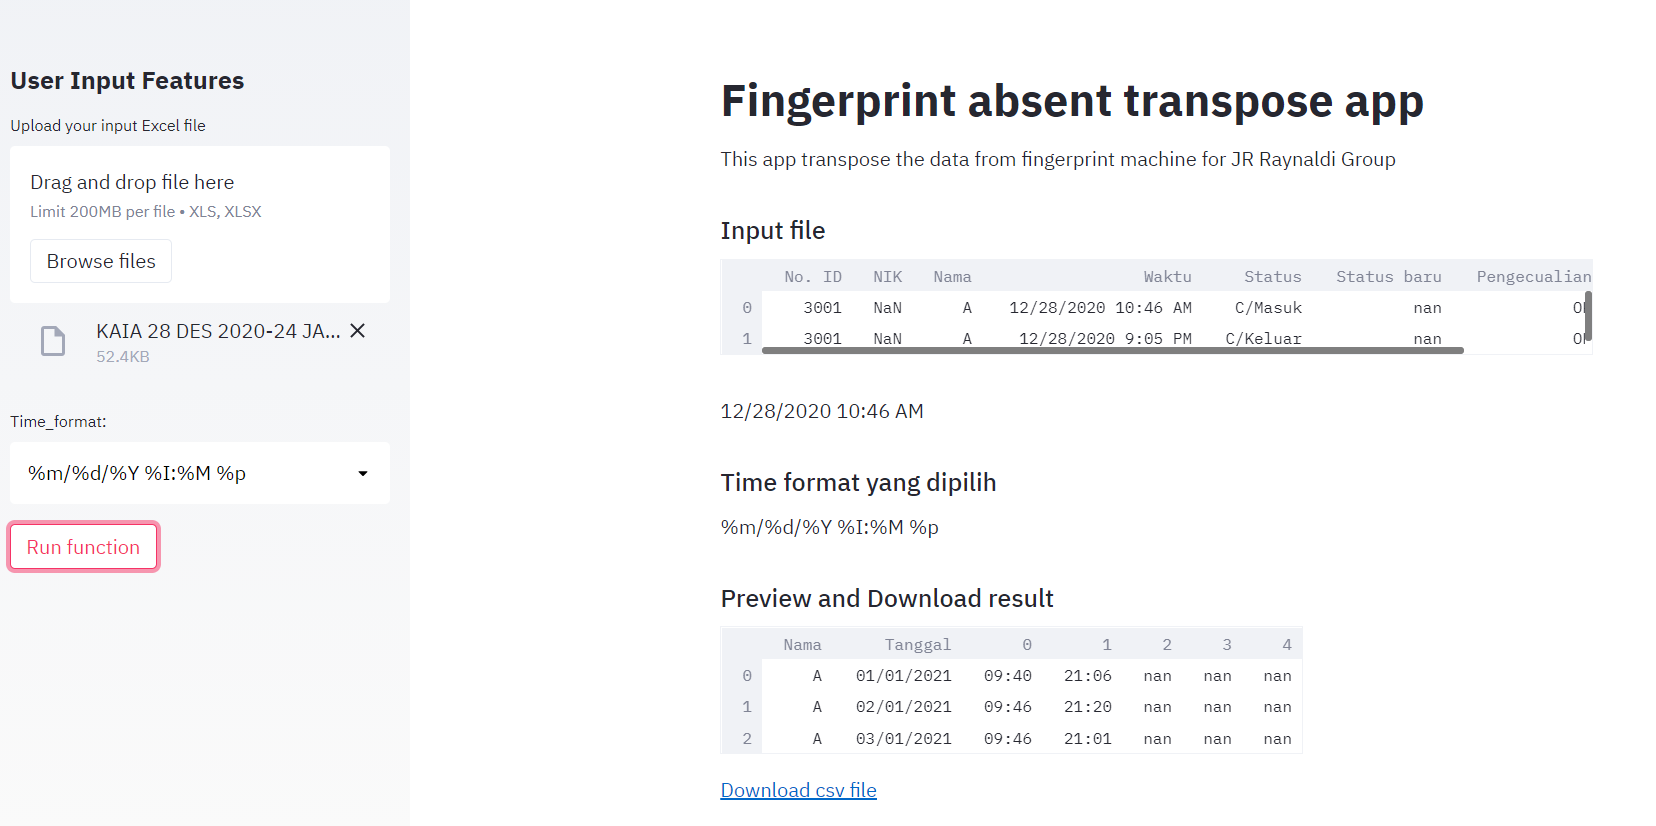 User Input Features
Upload your input Excel file
Drag and drop file here
Limit 200MB per file • XLS, XLSX
Browse files
KAIA 28 DES 2020-24 JA...
52.4KB
Time_format:
%m/%d/%Y %I:%M %p
Run function
Fingerprint absent transpose app
This app transpose the data from fingerprint machine for JR Raynaldi Group
Input file
No. ID NIK Nama Waktu Status Status baru Pengecualian
0 3001 NaN A 12/28/2020 10:46 AM C/Masuk nan
1 3001 NaN A 12/28/2020 9:05 PM C/Keluar nan
12/28/2020 10:46 AM
Time format yang dipilih
%m/%d/%Y %I:%M %p
Preview and Download result
Nama Tanggal 0 1 2 3 4
0 A 01/01/2021 09:40 21:06 nan nan nan
1 A 02/01/2021 09:46 21:20 nan nan nan
2 A 03/01/2021 09:46 21:01 nan nan nan
Download csv file